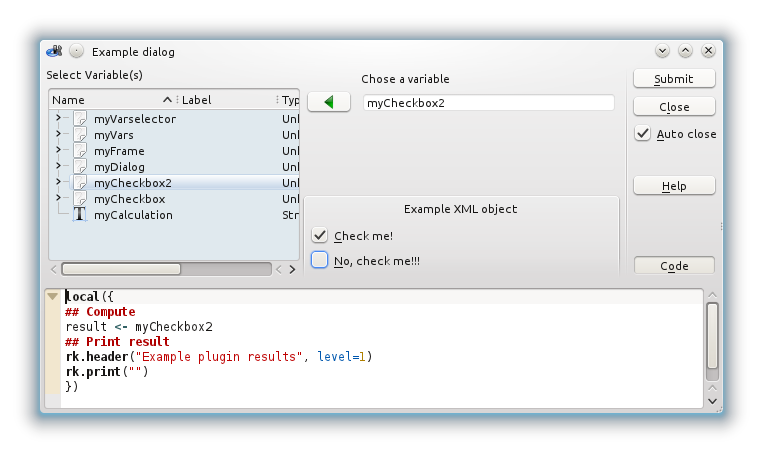 Example dialog
Select Variable(s)
Name Label Typ
myVarselector Unl
myVars Unl
myFrame Unl
myDialog Unl
myCheckbox2 Unl
myCheckbox Unl
myCalculation Str
Chose a variable
myCheckbox2
Example XML object
Check me!
No, check me!!!
Submit
Close
Auto close
Help
Code
local({
## Compute
result <- myCheckbox2
## Print result
rk.header("Example plugin results", level=1)
rk.print("")
})